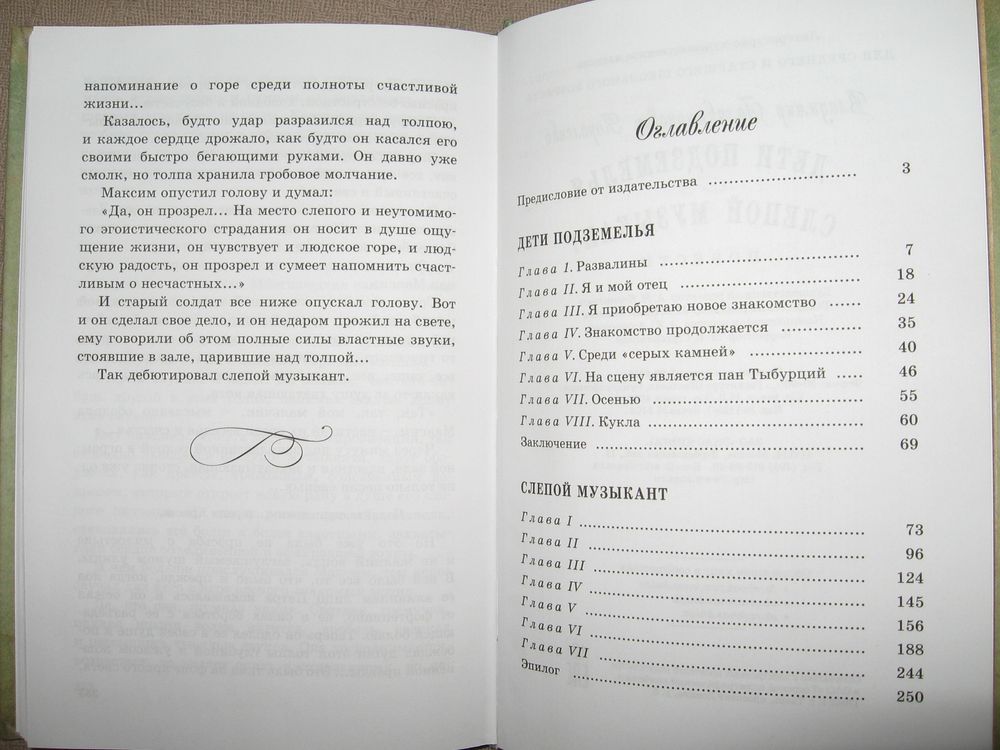 напоминание о горе среди полноты счастливой
жизни...
Казалось, будто удар разразился над толпою,
и каждое сердце дрожало, как будто он касался его
своими быстро бегающими руками. Он давно уже
смолк, но толпа хранила гробовое молчание.
Максим опустил голову и думал:
«Да, он прозрел... На место слепого и неутомимо-
го эгоистического страдания он носит в душе ощу-
щение жизни, он чувствует и людское горе, и люд-
скую радость, он прозрел и сумеет напомнить счаст-
ливым о несчастных...»
И старый солдат все ниже опускал голову. Вот
и он сделал свое дело, и он недаром прожил на свете,
ему говорили об этом полные силы властные звуки,
стоявшие в зале, царившие над толпой...
Так дебютировал слепой музыкант.
Оглавление
Предисловие от издательства ........ 3
ДЕТИ ПОДЗЕМЕЛЬЯ
Глава I. Развалины ........ 7
Глава II. Я и мой отец ........ 18
Глава III. Я приобретаю новое знакомство ...... 24
Глава IV. Знакомство продолжается ........ 35
Глава V. Среди «серых камней» ........ 40
Глава VI. На сцену является пан Тыбурций ..... 46
Глава VII. Осенью ........ 55
Глава VIII. Кукла ........ 60
Заключение ........ 69
СЛЕПОЙ МУЗЫКАНТ
Глава I ........ 73
Глава II ........ 96
Глава III ........ 124
Глава IV ........ 145
Глава V ........ 156
Глава VI ........ 188
Глава VII ........ 244
Эпилог ........ 250